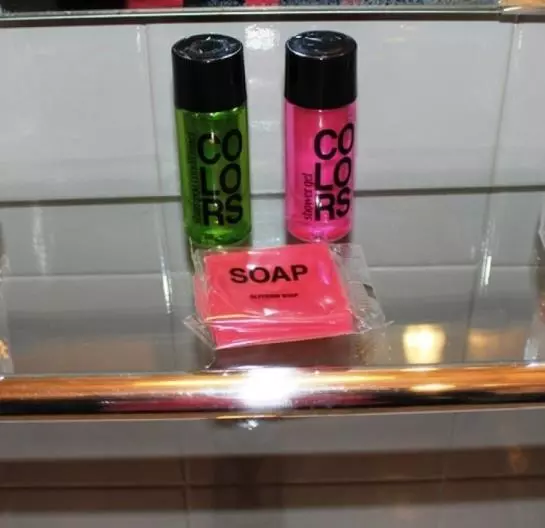 CO
LO
RS
shower gel
CO
LO
RS
SOAP
GLYCERIN SOAP